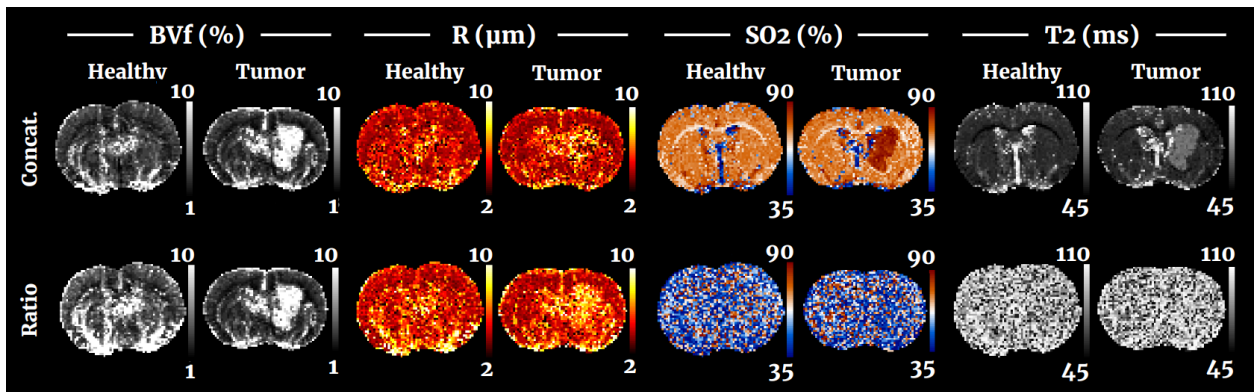 BVf (%) R (µm) SO2 (%) T2 (ms)
Healthy Tumor Healthy Tumor Healthy Tumor Healthy Tumor
10 10 10 10 90 90 110 110
Concat.
1 1 2 2 35 35 45 45
10 10 10 10 90 90 110 110
Ratio
1 1 2 2 35 35 45 45